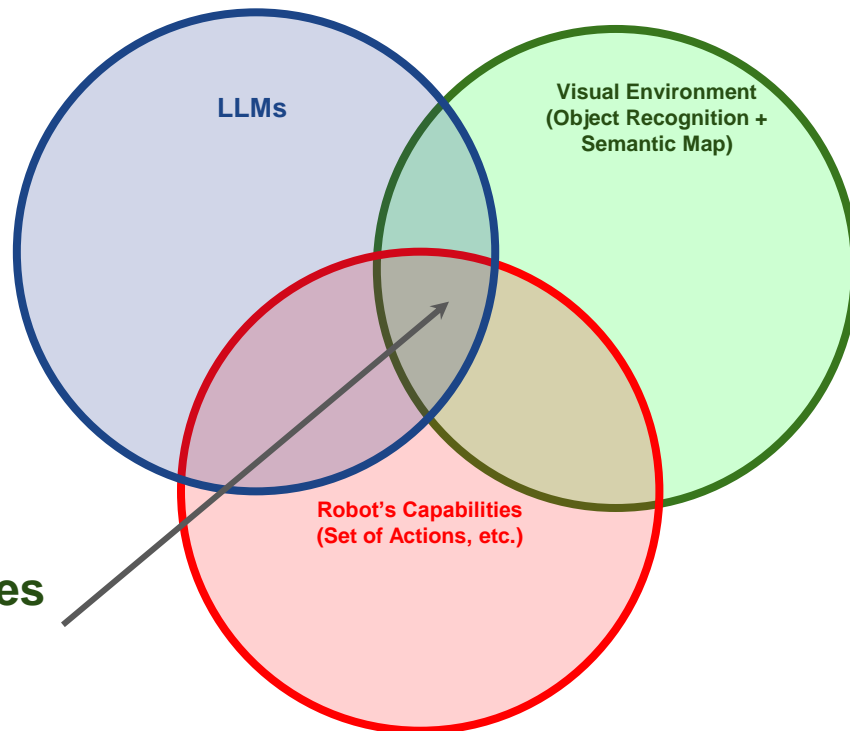 LLMs
Visual Environment
(Object Recognition +
Semantic Map)
Robot's Capabilities
(Set of Actions, etc.)